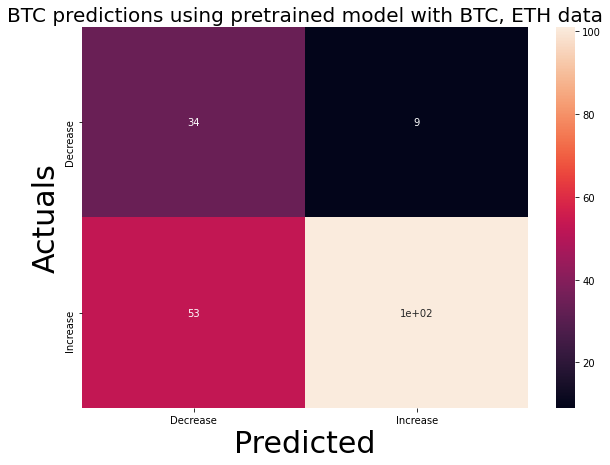 BTC predictions using pretrained model with BTC, ETH data
Actuals
Decrease
34
9
Increase
53
1e+02
Decrease
Increase
Predicted
100
80
60
40
20